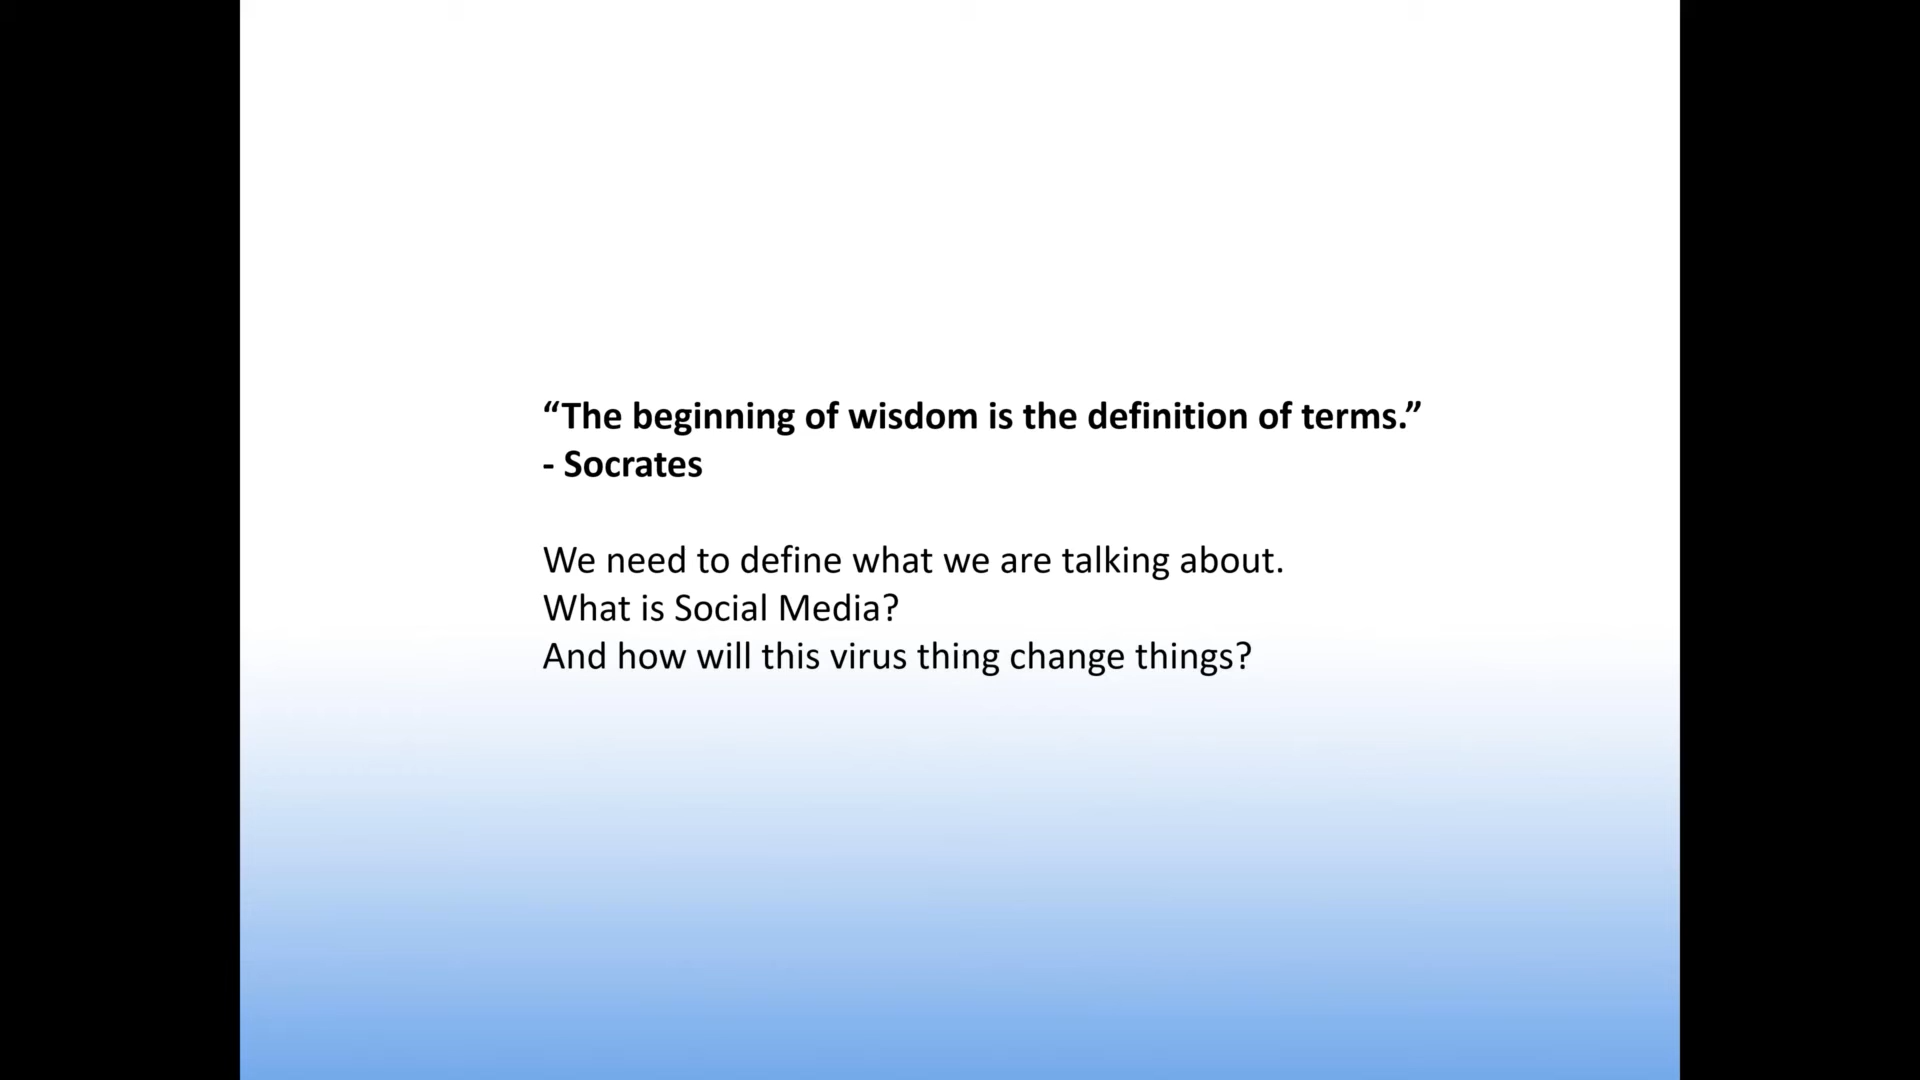 “The beginning of wisdom is the definition of terms.”
- Socrates
We need to define what we are talking about.
What is Social Media?
And how will this virus thing change things?